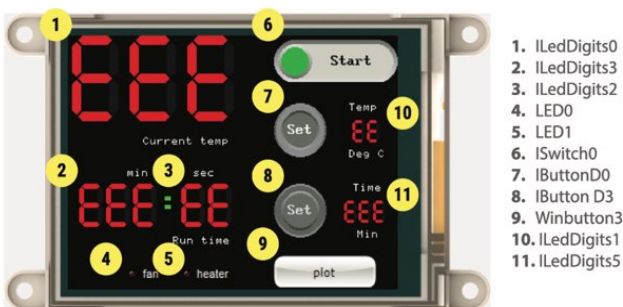 1
6
EEE
Start
7
Temp
10
Set
EE
Current temp
Deg C
2
min
3
sec
8
Time
11
EEE:EE
Set
EEE
Run time
9
Min
4
fan
5
heater
plot
1. ILedDigits0
2. ILedDigits3
3. ILedDigits2
4. LED0
5. LED1
6. ISwitch0
7. IButtonD0
8. IButton D3
9. Winbutton3
10. ILedDigits1
11. ILedDigits5